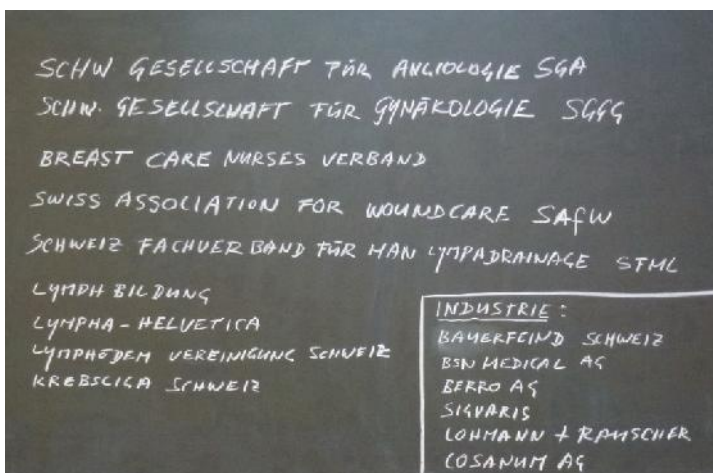 SCHW GESELLSCHAFT FÜR ANGIOLOGIE SGA
SCHW. GESELLSCHAFT FÜR GYNÄKOLOGIE SGGG
BREAST CARE NURSES VERBAND
SWISS ASSOCIATION FOR WOUNDCARE SAfW
SCHWEIZ FACHVERBAND FÜR MAN LYMPADRAINAGE SFML
LYMPH BILDUNG
LYMPHA-HELVETICA
LYMPHÖDEM VEREINIGUNG SCHWEIZ
KREBSLIGA SCHWEIZ
INDUSTRIE:
BAUERFEIND SCHWEIZ
BSN MEDICAL AG
BERRO AG
SIGVARIS
LOHMANN + RAUSCHER
COSANUM AG